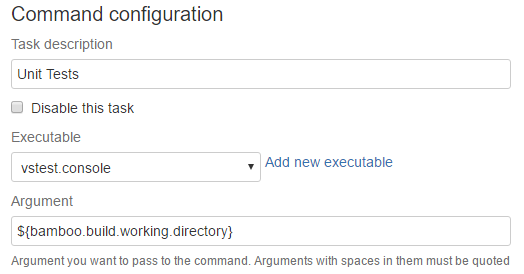 Command configuration
Task description
Unit Tests
Disable this task
Executable
vstest.console
Add new executable
Argument
${bamboo.build.working.directory}
Argument you want to pass to the command. Arguments with spaces in them must be quoted